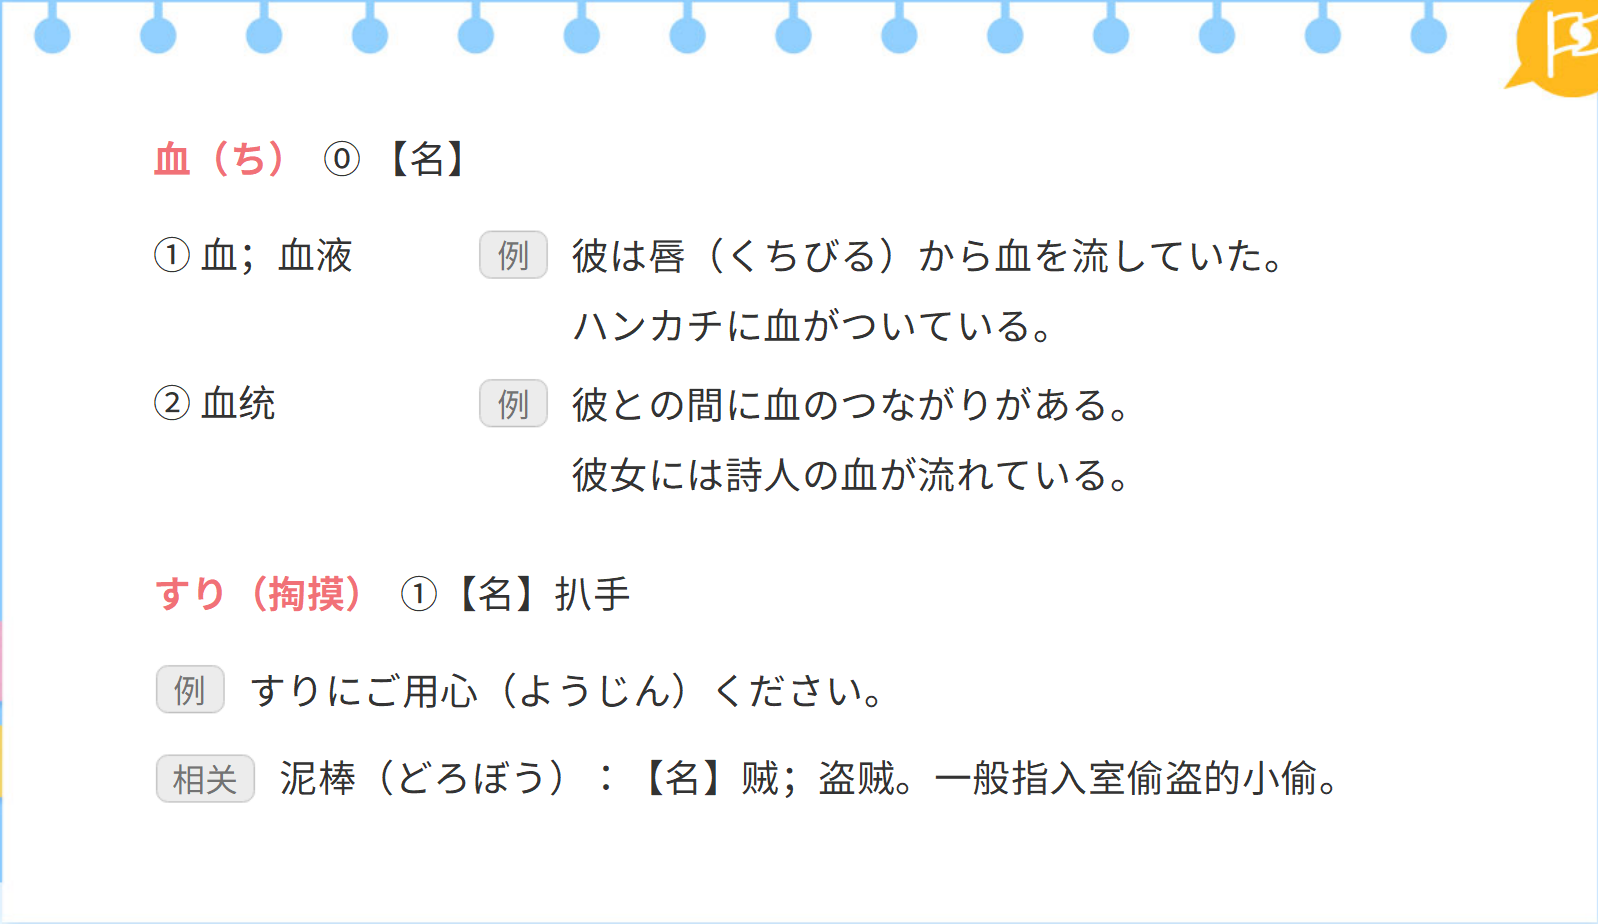 血（ち） ⓪ 【名】
① 血；血液 例 彼は唇（くちびる）から血を流していた。
ハンカチに血がついている。
② 血统 例 彼との間に血のつながりがある。
彼女には詩人の血が流れている。
すり（掏摸） ①【名】扒手
例 すりにご用心（ようじん）ください。
相关 泥棒（どろぼう）：【名】贼；盗贼。一般指入室偷盗的小偷。